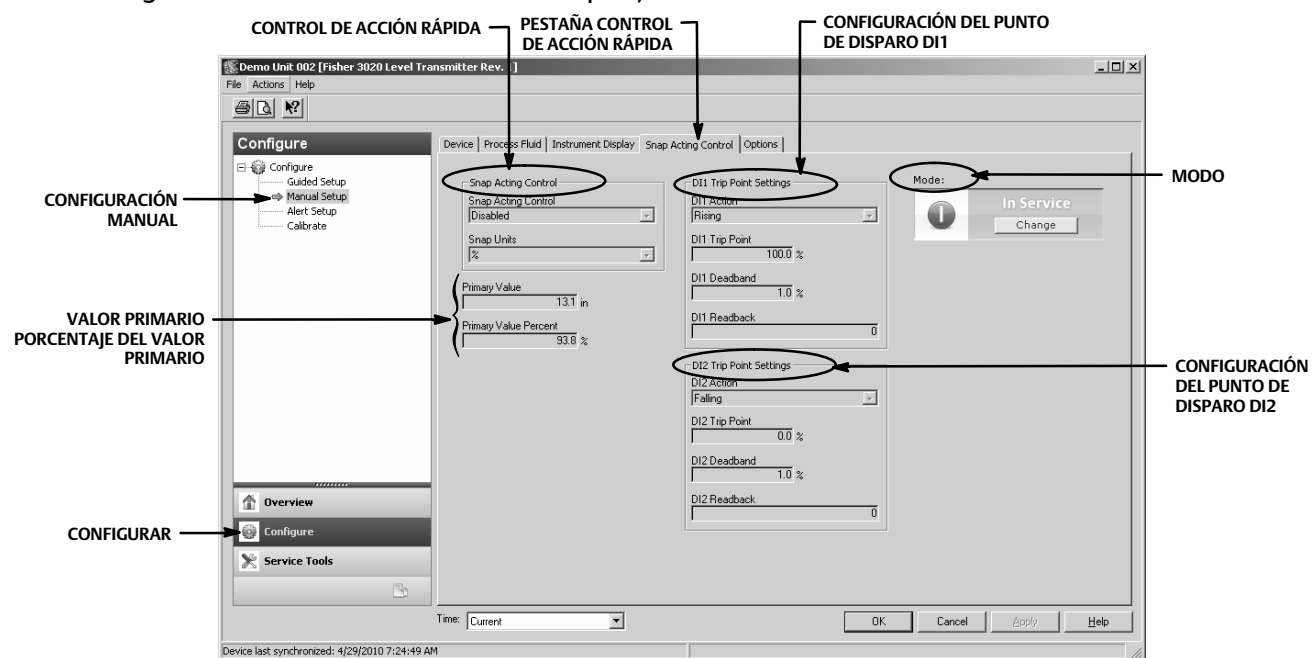 CONTROL DE ACCIÓN RÁPIDA
PESTAÑA CONTROL
DE ACCIÓN RÁPIDA
CONFIGURACIÓN DEL PUNTO
DE DISPARO DI1
Demo Unit 002 [Fisher 3020 Level Transmitter Rev. ]
File Actions Help
Configure
Configure
Guided Setup
Manual Setup
Alert Setup
Calibrate
CONFIGURACIÓN
MANUAL
VALOR PRIMARIO
PORCENTAJE DEL VALOR
PRIMARIO
CONFIGURAR
Overview
Configure
Service Tools
Device Process Fluid Instrument Display Snap Acting Control Options
Snap Acting Control
Snap Acting Control
Disabled
Snap Units
%
Primary Value
13.1 in
Primary Value Percent
93.8 %
DI1 Trip Point Settings
DI1 Action
Rising
DI1 Trip Point
100.0 %
DI1 Deadband
1.0 %
DI1 Readback
0
DI2 Trip Point Settings
DI2 Action
Falling
DI2 Trip Point
0.0 %
DI2 Deadband
1.0 %
DI2 Readback
0
Mode:
In Service
Change
MODO
CONFIGURACIÓN
DEL PUNTO DE
DISPARO DI2
Time: Current
OK Cancel Apply Help
Device last synchronized: 4/29/2010 7:24:49 AM